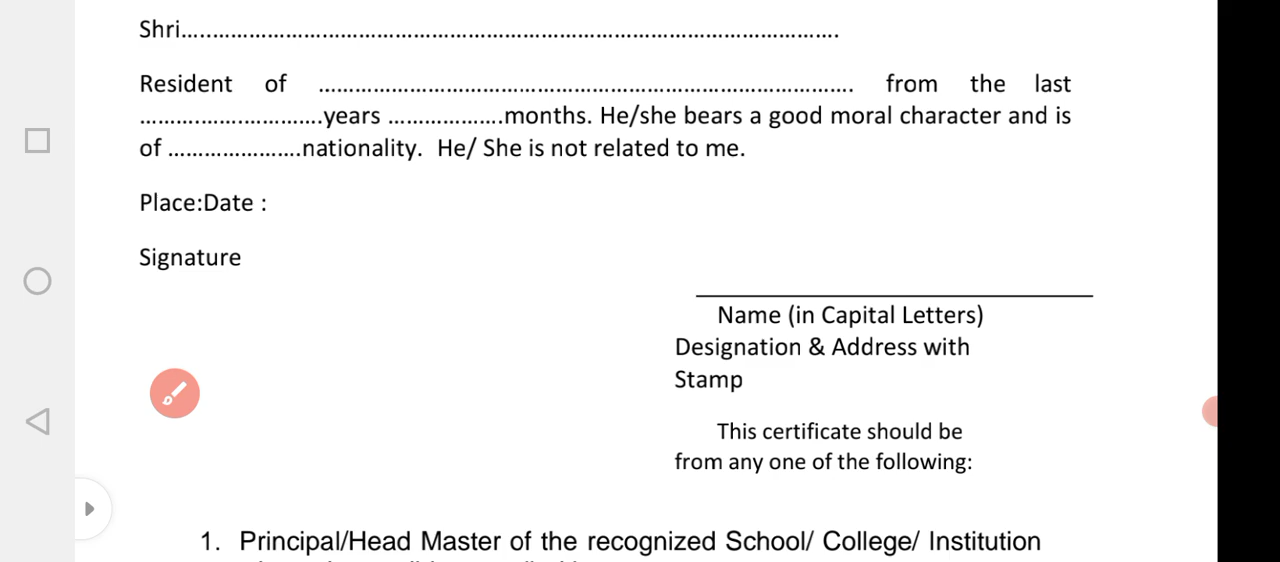 Shri...............................................................................................
Resident of ....................................................................... from the last
.............................years ...................months. He/she bears a good moral character and is
of ......................nationality. He/ She is not related to me.
Place:Date :
Signature
Name (in Capital Letters)
Designation & Address with
Stamp
This certificate should be
from any one of the following:
1. Principal/Head Master of the recognized School/ College/ Institution